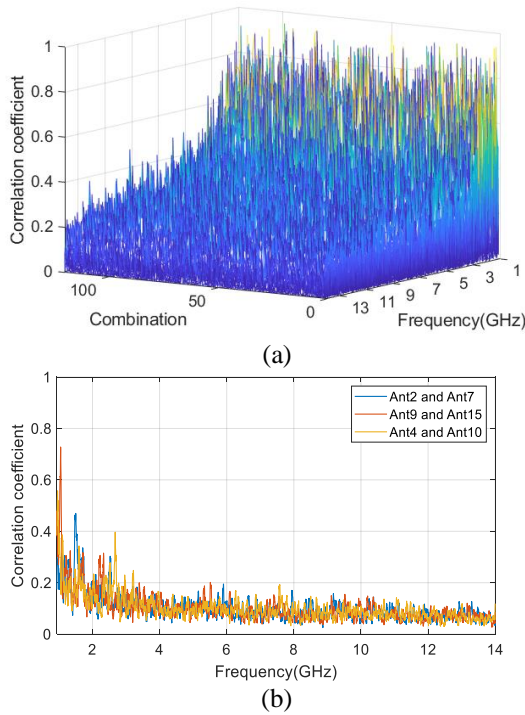 1
0.8
0.6
0.4
0.2
0
Correlation coefficient
100
50
0
Combination
13 11 9 7 5 3 1
Frequency(GHz)
(a)
1
0.8
0.6
0.4
0.2
0
Correlation coefficient
Ant2 and Ant7
Ant9 and Ant15
Ant4 and Ant10
2 4 6 8 10 12 14
Frequency(GHz)
(b)